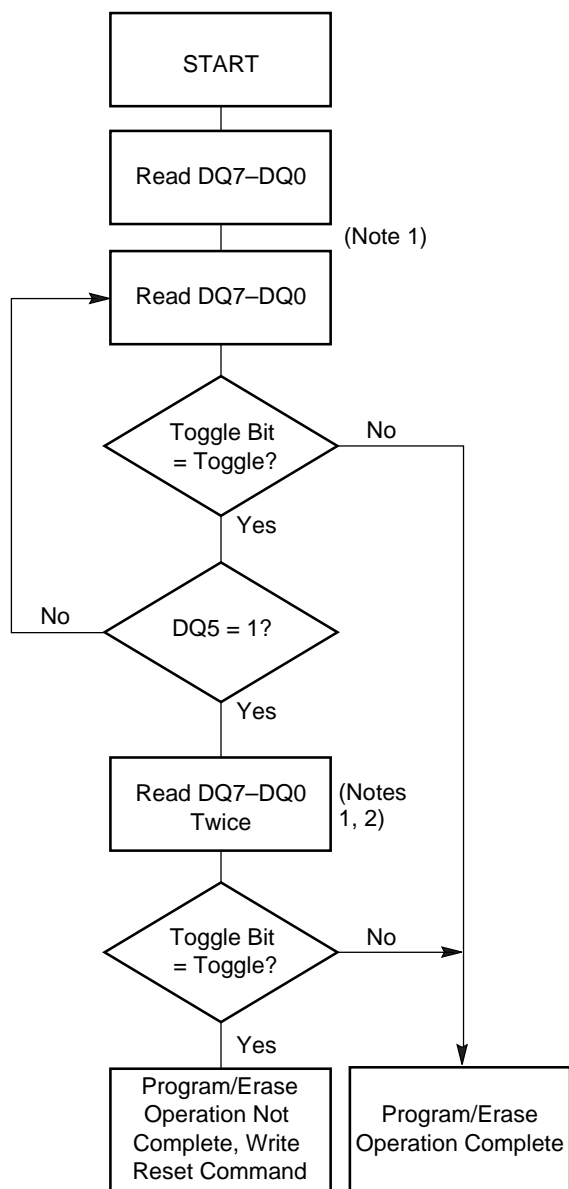 START
Read DQ7–DQ0
(Note 1)
Read DQ7–DQ0
Toggle Bit
= Toggle?
No
Yes
No
DQ5 = 1?
Yes
Read DQ7–DQ0
Twice
(Notes
1, 2)
Toggle Bit
= Toggle?
No
Yes
Program/Erase
Operation Not
Complete, Write
Reset Command
Program/Erase
Operation Complete